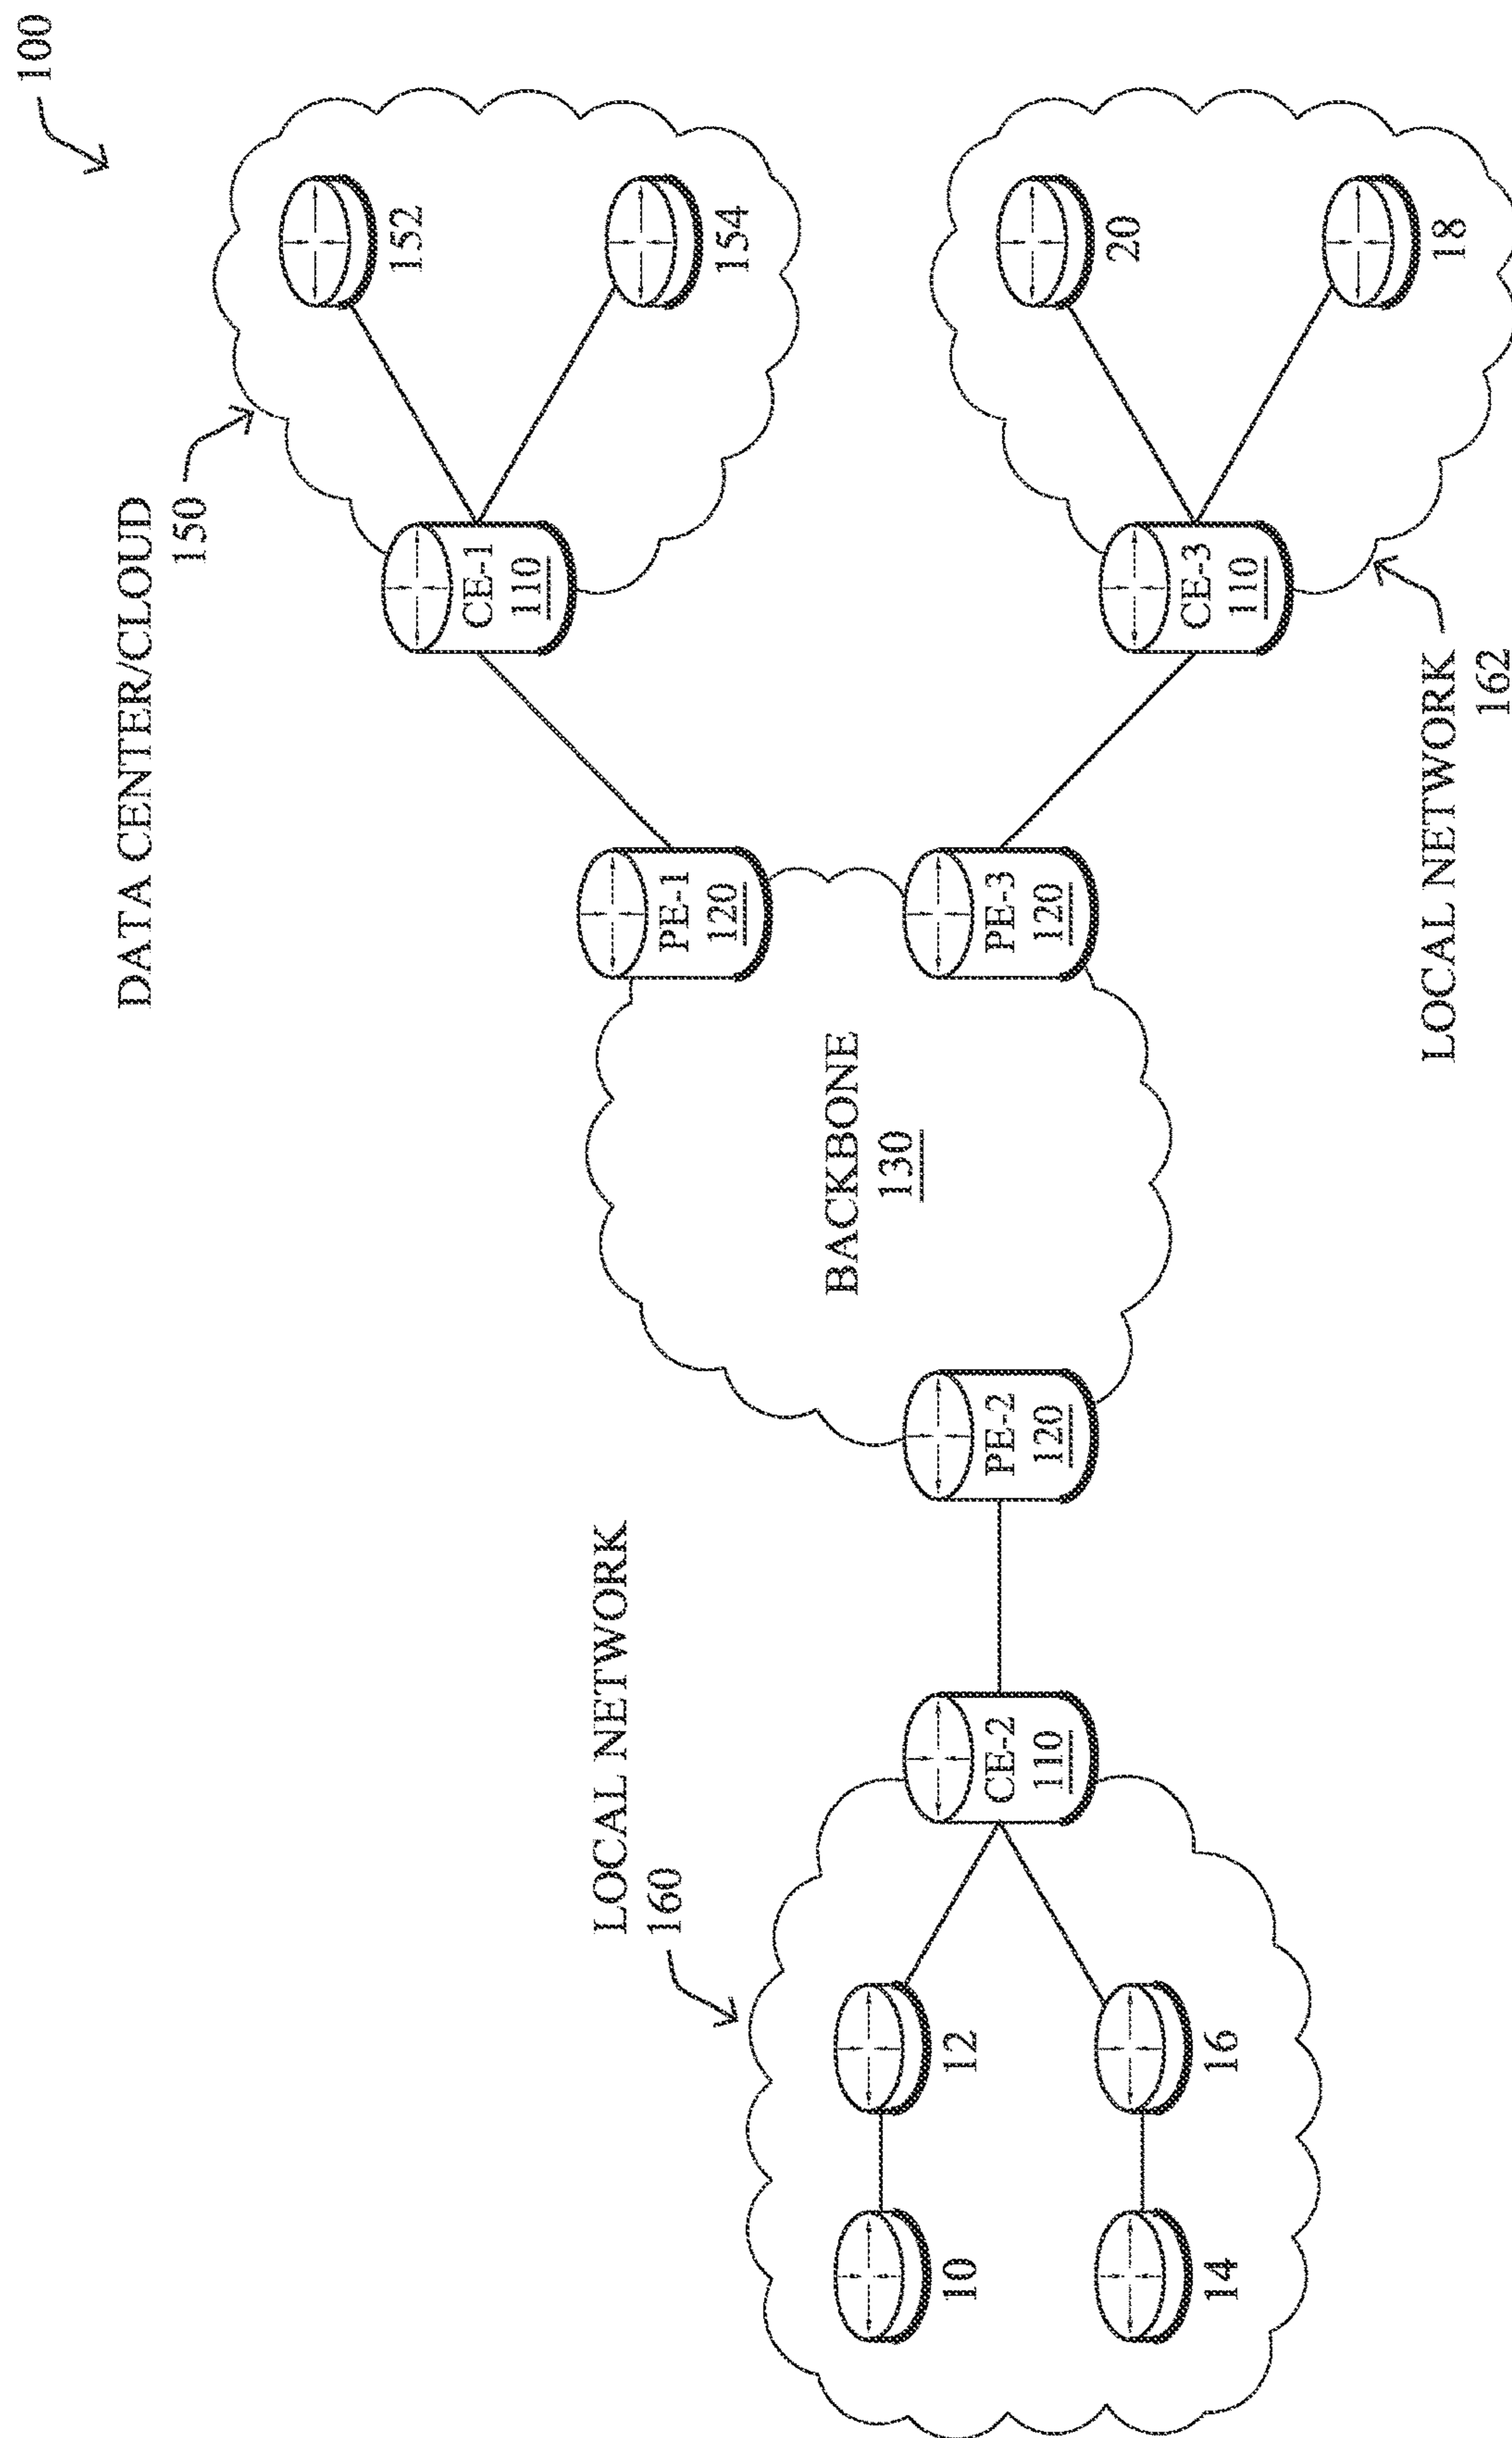 100
DATA CENTER/CLOUD
150
152
154
CE-1
110
PE-1
120
LOCAL NETWORK
160
BACKBONE
130
10
12
14
16
CE-2
110
PE-2
120
PE-3
120
CE-3
110
20
18
LOCAL NETWORK
162